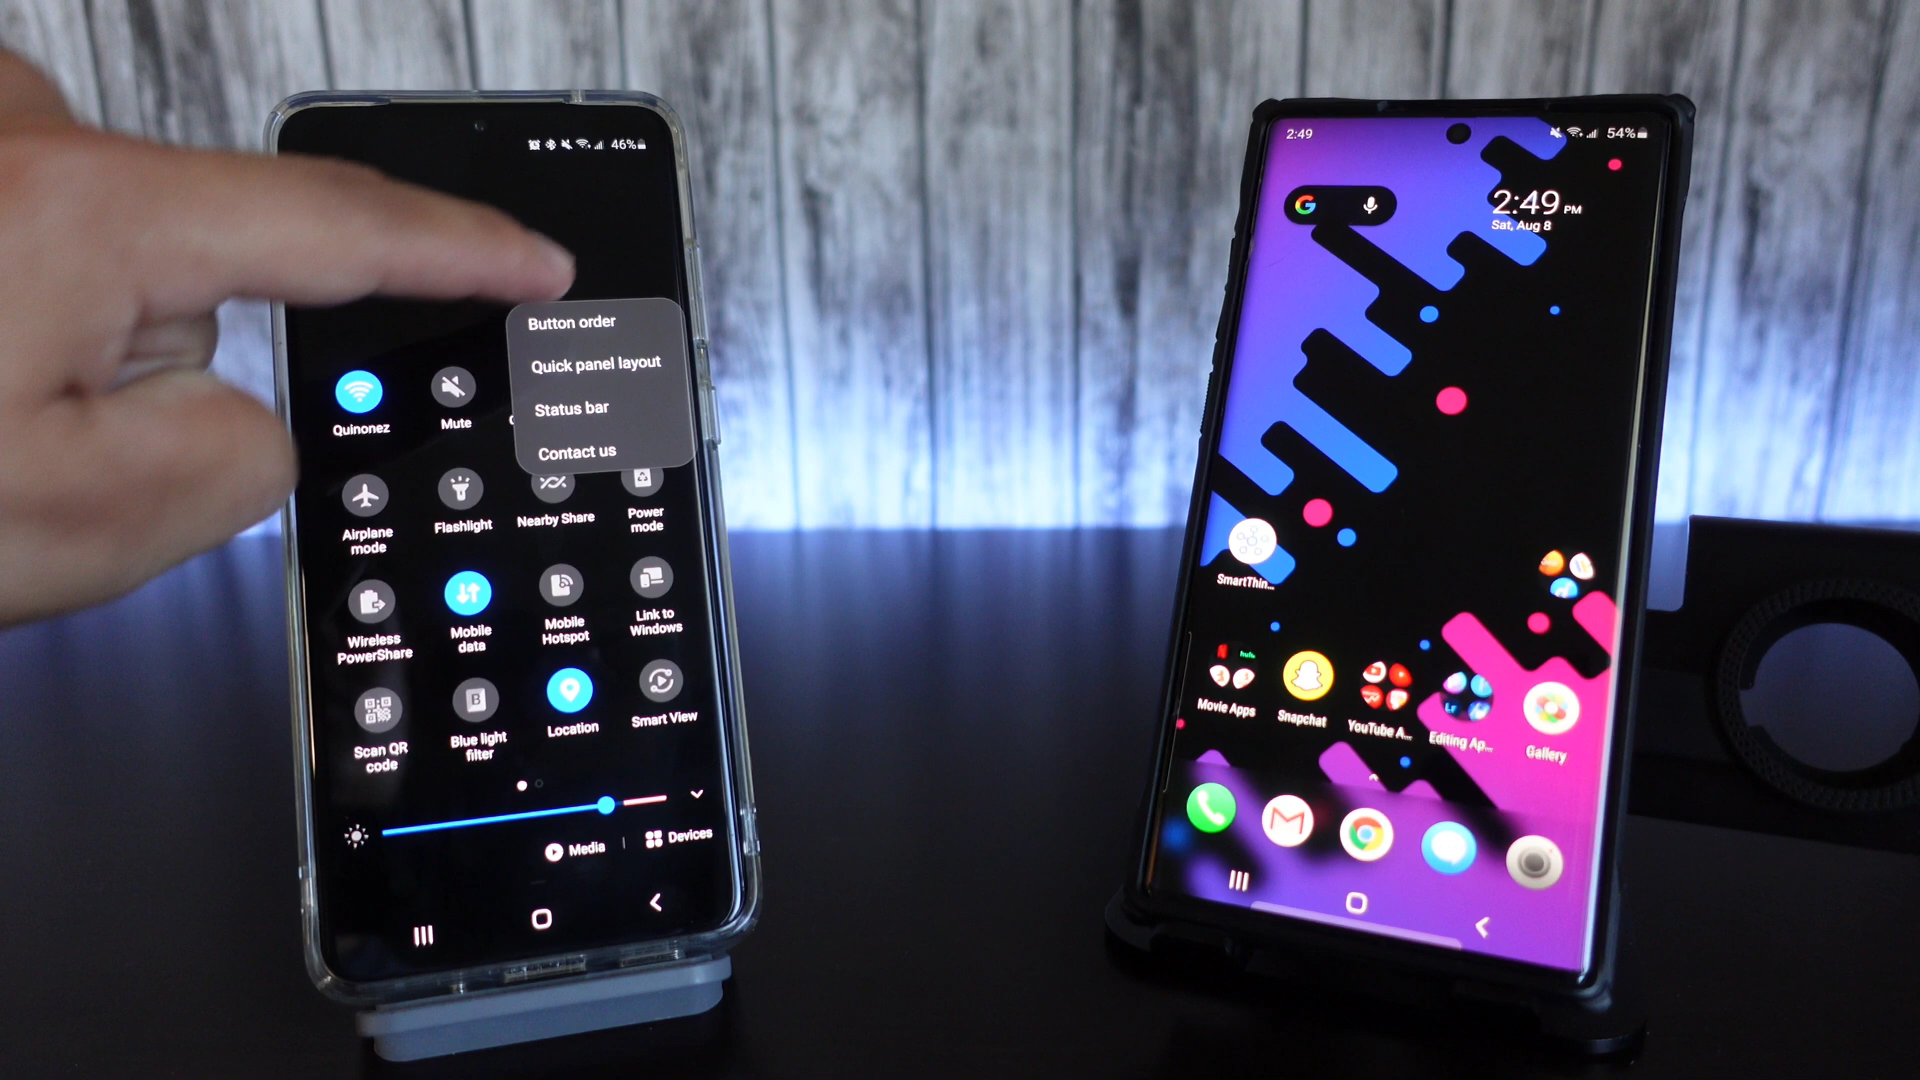 46%
Button order
Quick panel layout
Status bar
Contact us
Quinonez
Mute
Airplane
mode
Flashlight
Nearby Share
Power
mode
Wireless
PowerShare
Mobile
data
Mobile
Hotspot
Link to
Windows
Scan QR
code
B
Blue light
filter
Location
Smart View
Media
Devices
2:49
54%
G
2:49 PM
Sat, Aug 8
SmartThin...
hulu
Movie Apps
Snapchat
YouTube A...
Lr
Editing Ap...
Gallery